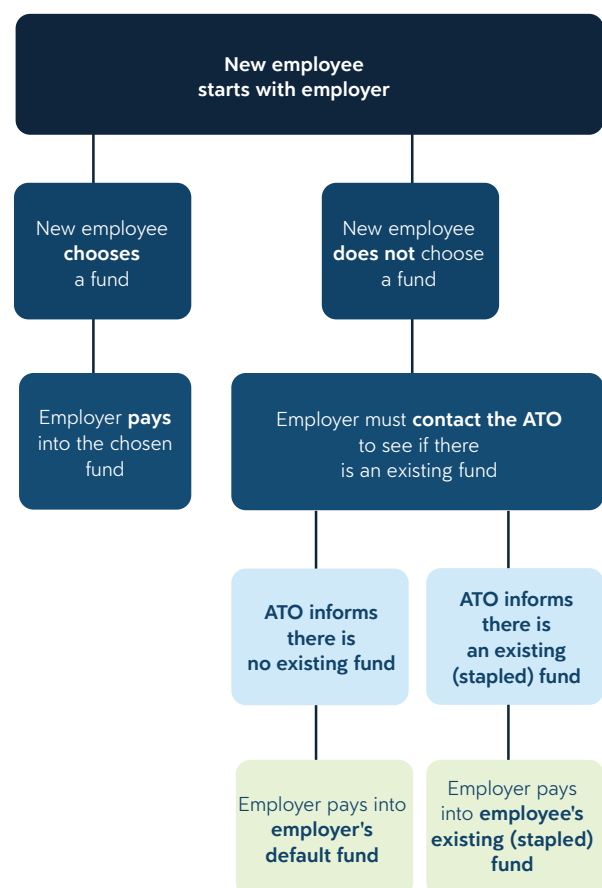 New employee
starts with employer
New employee
chooses
a fund
New employee
does not choose
a fund
Employer pays
into the chosen
fund
Employer must contact the ATO
to see if there
is an existing fund
ATO informs
there is
no existing fund
ATO informs
there is
an existing
(stapled) fund
Employer pays into
employer's
default fund
Employer pays
into employee's
existing (stapled)
fund